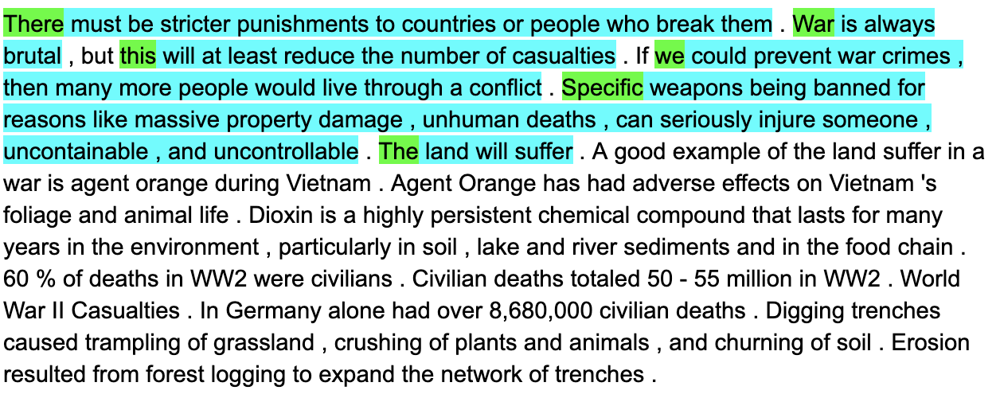 There must be stricter punishments to countries or people who break them . War is always
brutal , but this will at least reduce the number of casualties . If we could prevent war crimes ,
then many more people would live through a conflict . Specific weapons being banned for
reasons like massive property damage , unhuman deaths , can seriously injure someone ,
uncontainable , and uncontrollable . The land will suffer . A good example of the land suffer in a
war is agent orange during Vietnam . Agent Orange has had adverse effects on Vietnam 's
foliage and animal life . Dioxin is a highly persistent chemical compound that lasts for many
years in the environment , particularly in soil , lake and river sediments and in the food chain .
60 % of deaths in WW2 were civilians . Civilian deaths totaled 50 - 55 million in WW2 . World
War II Casualties . In Germany alone had over 8,680,000 civilian deaths . Digging trenches
caused trampling of grassland , crushing of plants and animals , and churning of soil . Erosion
resulted from forest logging to expand the network of trenches .